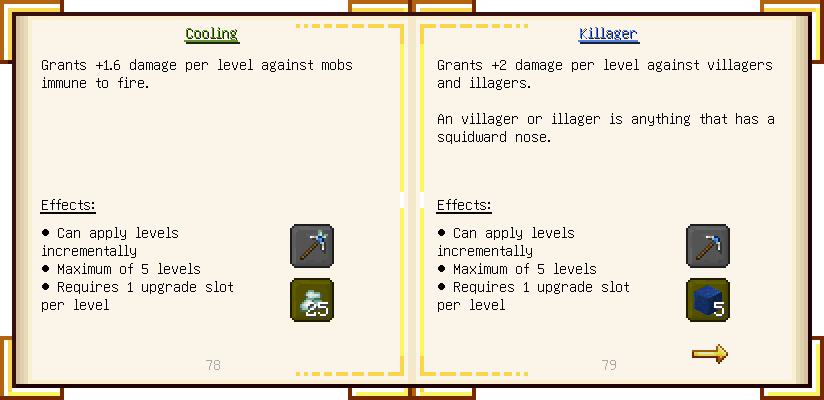 Cooling
Grants +1.6 damage per level against mobs
immune to fire.
Effects:
● Can apply levels
incrementally
● Maximum of 5 levels
● Requires 1 upgrade slot
per level
25
78
Killager
Grants +2 damage per level against villagers
and illagers.
An villager or illager is anything that has a
squidward nose.
Effects:
● Can apply levels
incrementally
● Maximum of 5 levels
● Requires 1 upgrade slot
per level
5
79